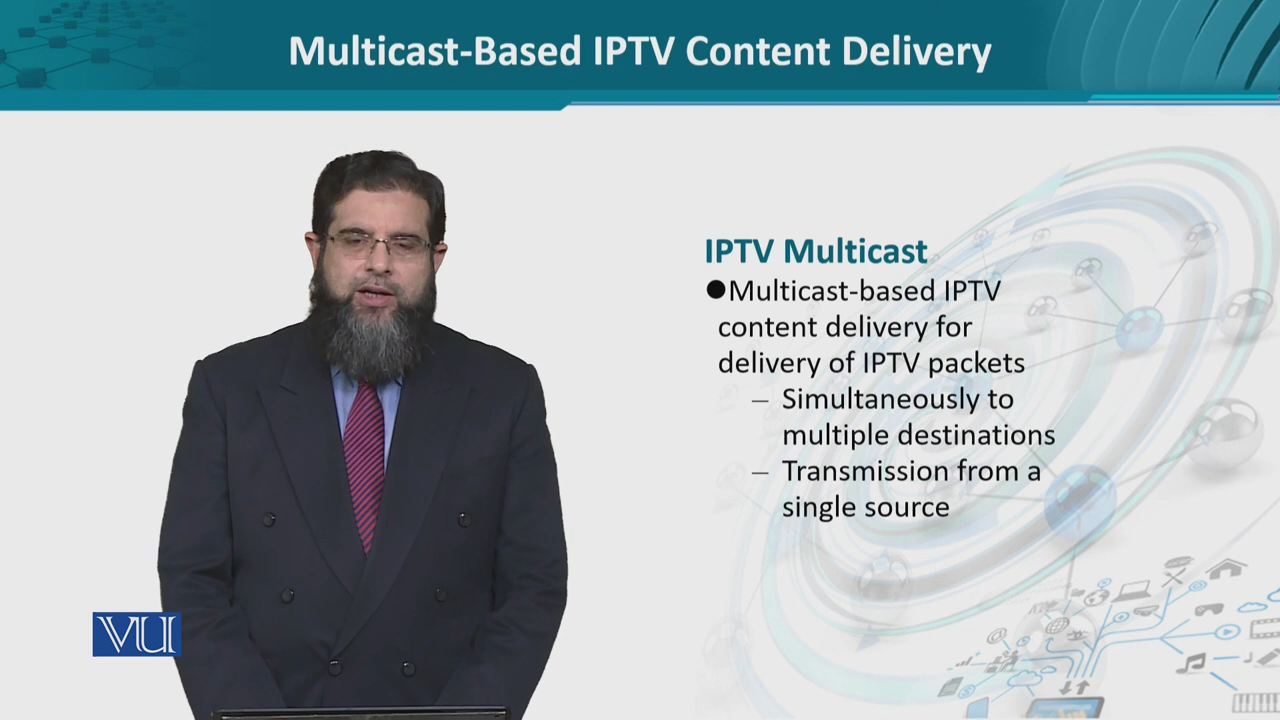 Multicast-Based IPTV Content Delivery
IPTV Multicast
●Multicast-based IPTV
content delivery for
delivery of IPTV packets
– Simultaneously to
multiple destinations
– Transmission from a
single source
VU